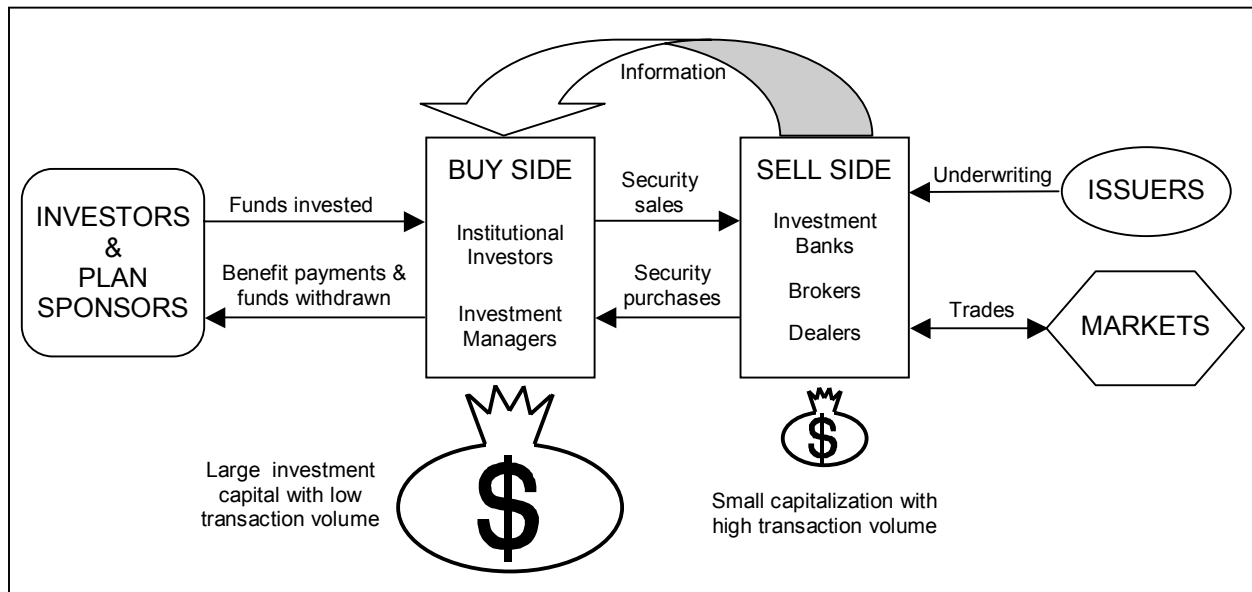 Information
INVESTORS
&
PLAN
SPONSORS
Funds invested
Benefit payments &
funds withdrawn
BUY SIDE
Institutional
Investors
Investment
Managers
Security
sales
Security
purchases
SELL SIDE
Investment
Banks
Brokers
Dealers
Underwriting
ISSUERS
Trades
MARKETS
$
Large investment
capital with low
transaction volume
$
Small capitalization with
high transaction volume